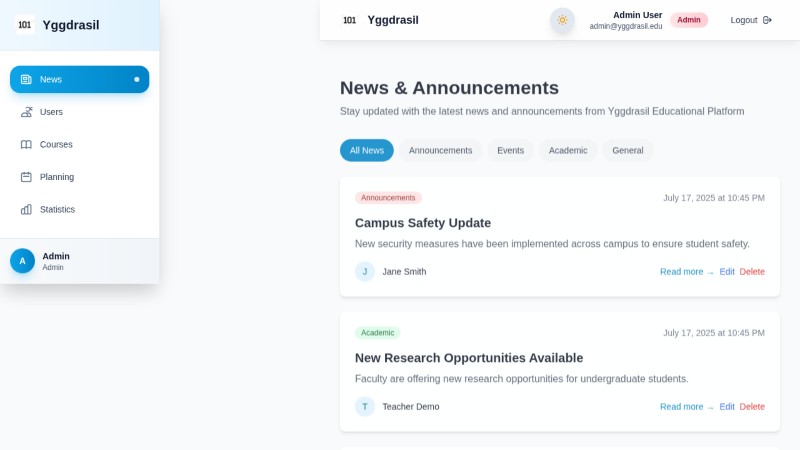 101 Yggdrasil
News
Users
Courses
Planning
Statistics
A
Admin
Admin
101 Yggdrasil
Admin User
admin@yggdrasil.edu
Admin
Logout
News & Announcements
Stay updated with the latest news and announcements from Yggdrasil Educational Platform
All News Announcements Events Academic General
Announcements July 17, 2025 at 10:45 PM
Campus Safety Update
New security measures have been implemented across campus to ensure student safety.
J Jane Smith Read more → Edit Delete
Academic July 17, 2025 at 10:45 PM
New Research Opportunities Available
Faculty are offering new research opportunities for undergraduate students.
T Teacher Demo Read more → Edit Delete